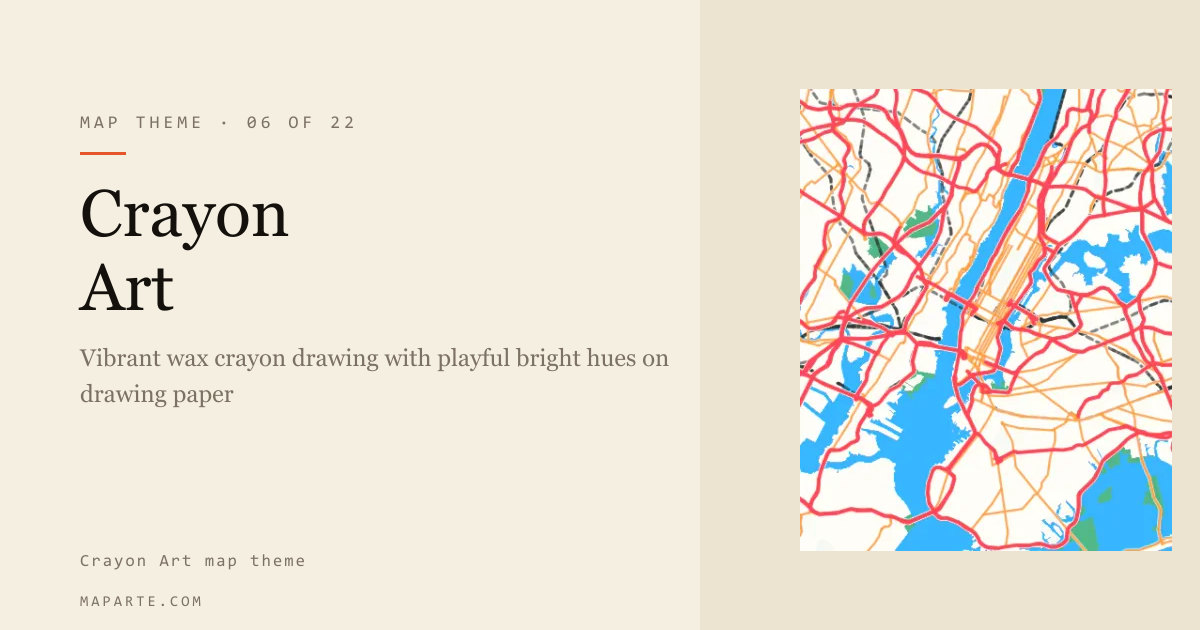 MAP THEME · 06 OF 22
Crayon
Art
Vibrant wax crayon drawing with playful bright hues on
drawing paper
Crayon Art map theme
MAPARTE.COM